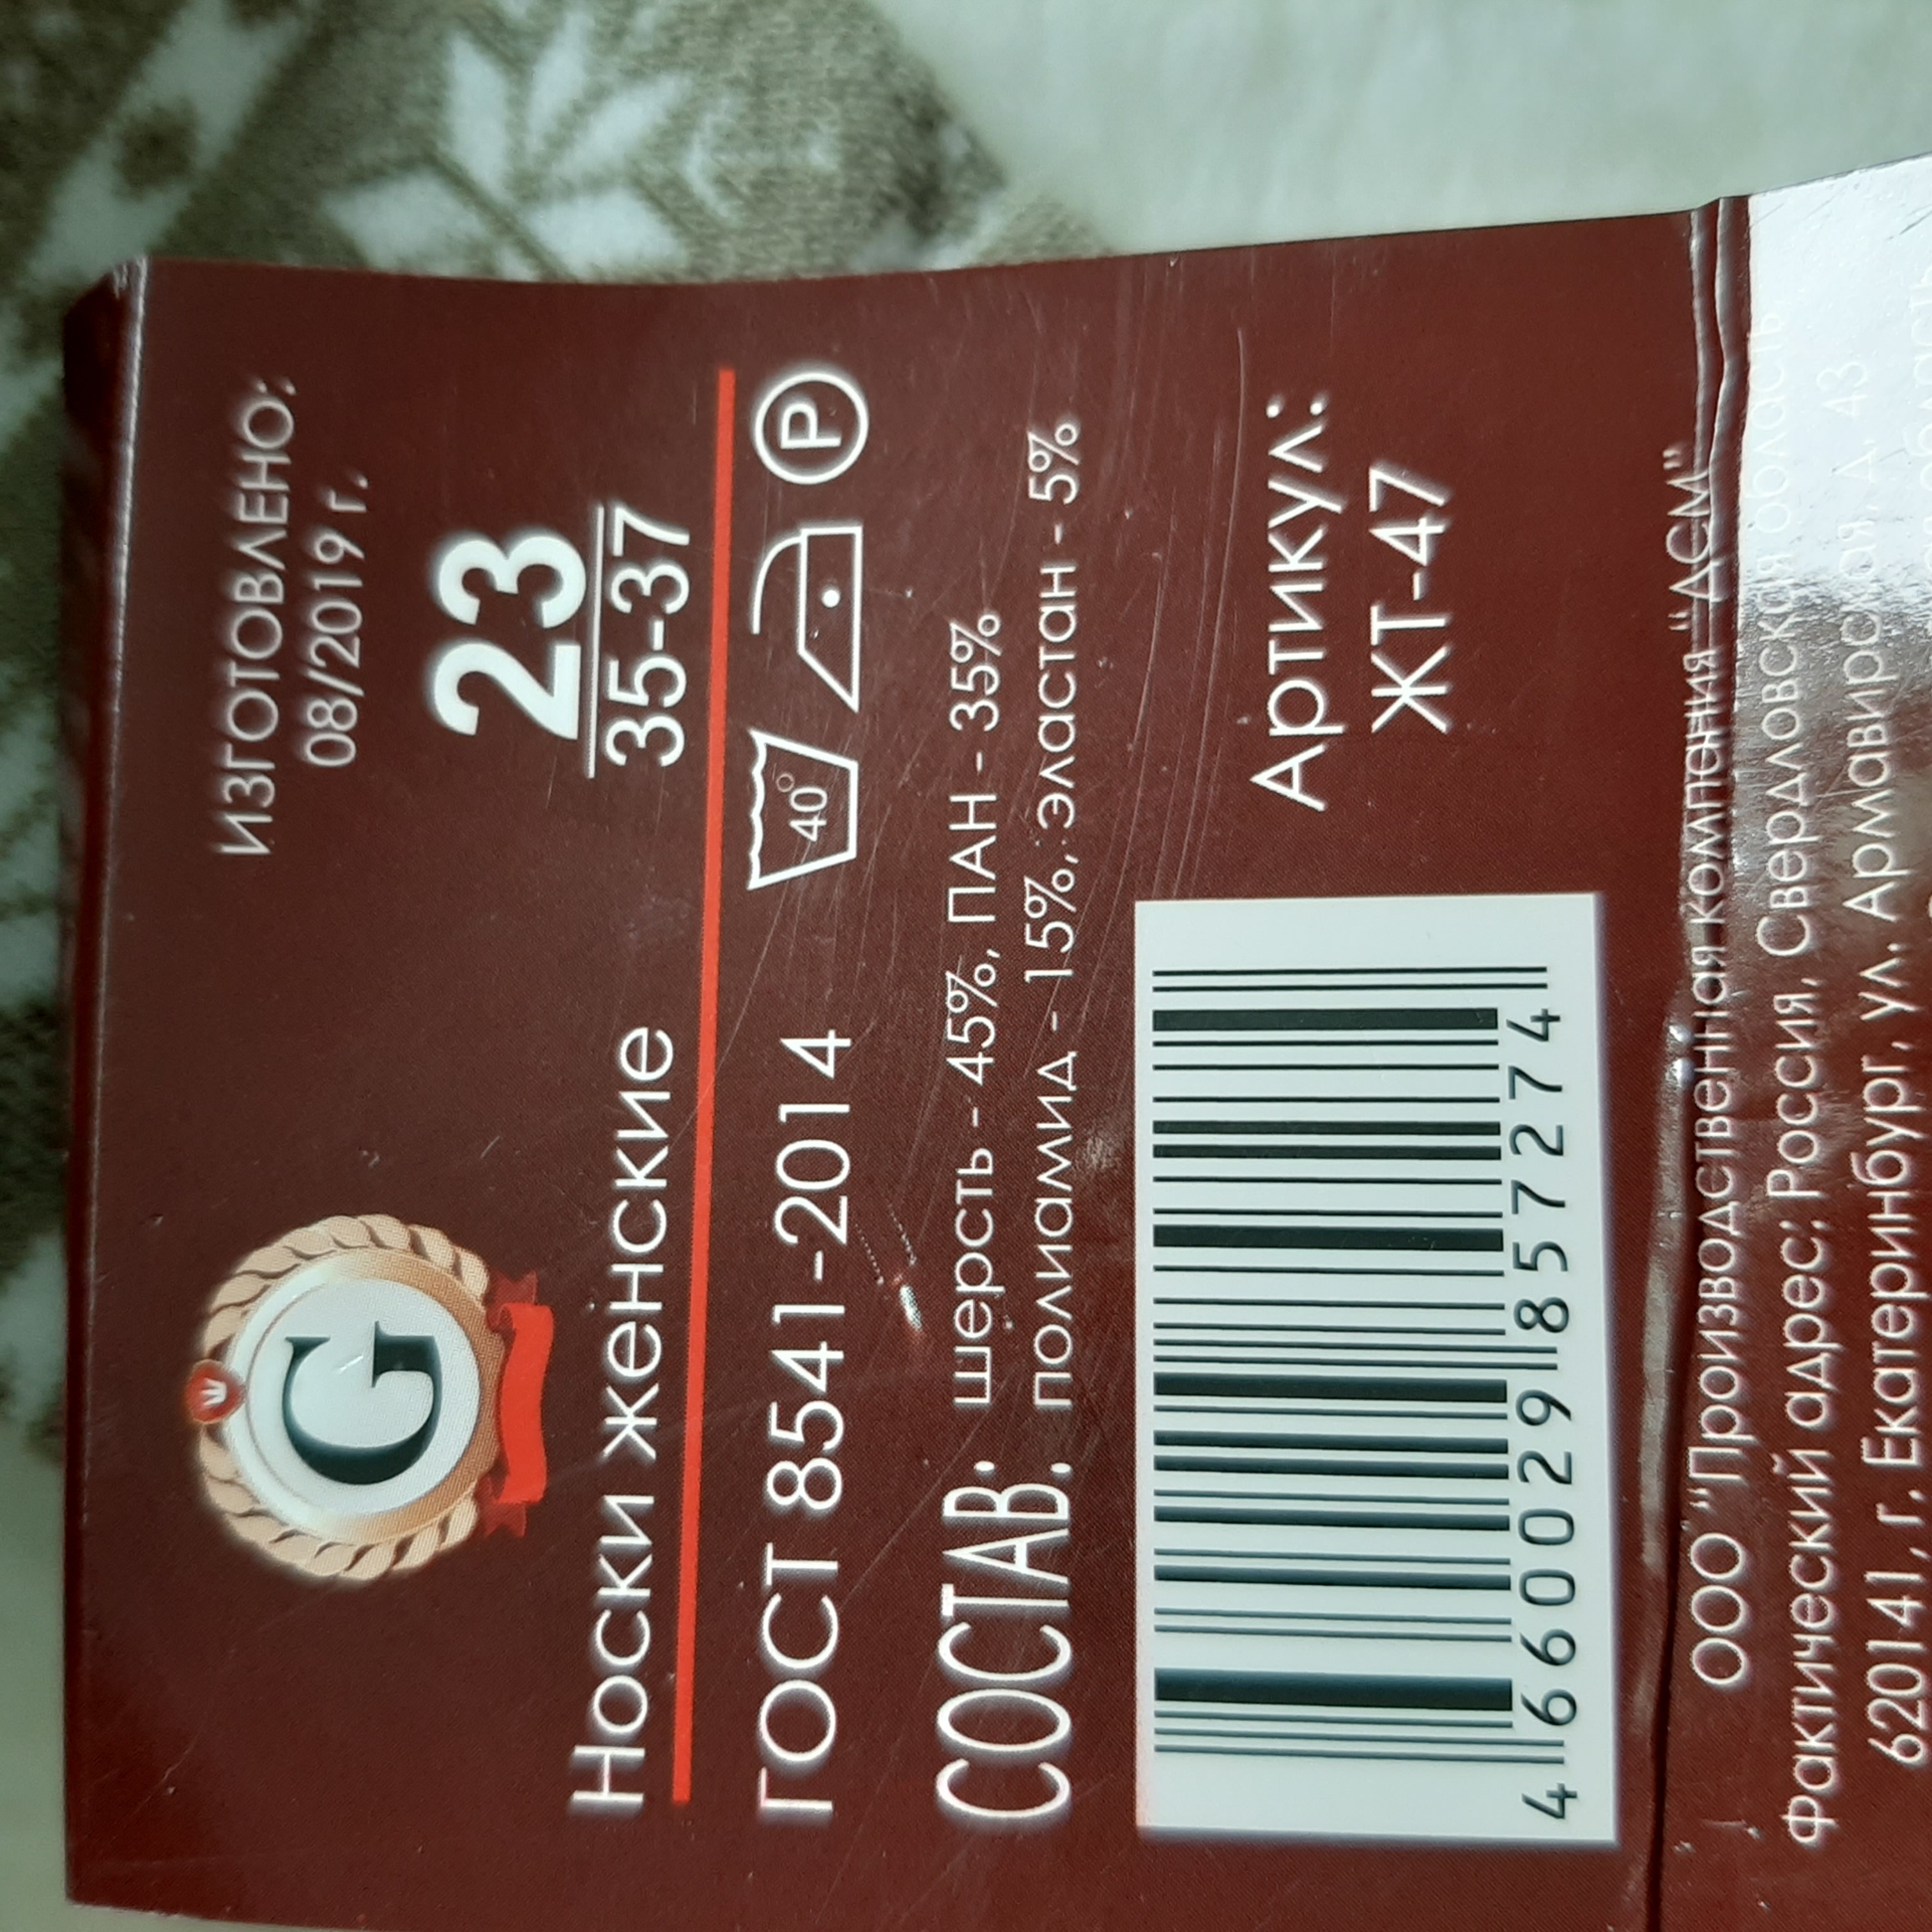 G
ИЗГОТОВЛЕНО:
08/2019 г.
Носки женские
23
35-37
ГОСТ 8541-2014
40°
P
СОСТАВ:
шерсть - 45%, ПАН - 35%
полиамид - 15%, эластан - 5%
Артикул:
ЖТ-47
4 660029 857274
ООО "Производственная компания "ДСМ"
Фактический адрес: Россия, Свердловская область,
620141, г. Екатеринбург, ул. Армавирская, д. 43